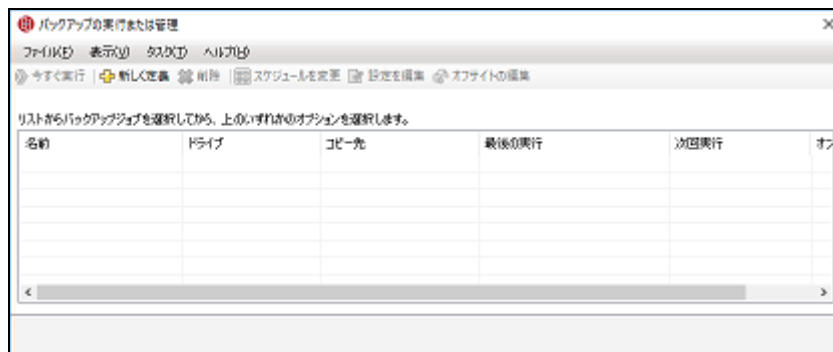 バックアップの実行または管理
ファイル(F) 表示(V) タスク(T) ヘルプ(H)
今すぐ実行 新しく定義 削除 スケジュールを変更 設定を編集 オフサイトの編集
リストからバックアップジョブを選択してから、上のいずれかのオプションを選択します。
名前 ドライブ コピー先 最後の実行 次回実行 オフ